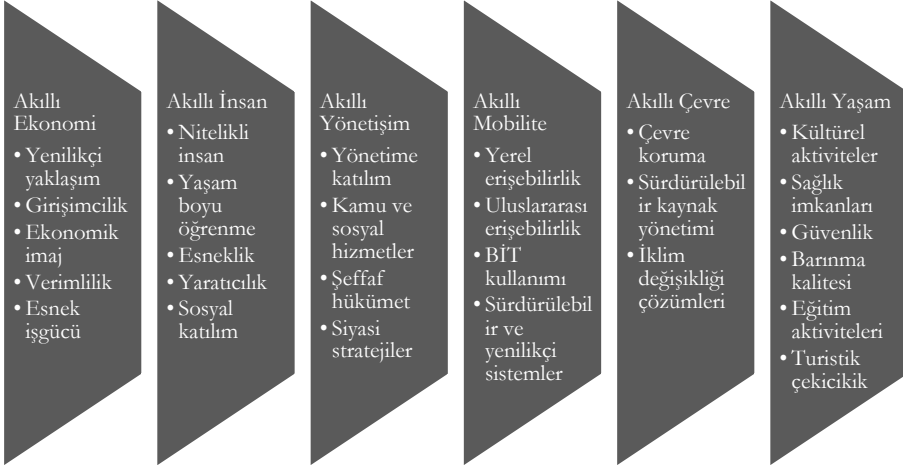 Akıllı
Ekonomi
• Yenilikçi
yaklaşım
• Girişimcilik
• Ekonomik
imaj
• Verimlilik
• Esnek
işgücü
Akıllı İnsan
• Nitelikli
insan
• Yaşam
boyu
öğrenme
• Esneklik
• Yaratıcılık
• Sosyal
katılım
Akıllı
Yönetişim
• Yönetime
katılım
• Kamu ve
sosyal
hizmetler
• Şeffaf
hükümet
• Siyasi
stratejiler
Akıllı
Mobilite
• Yerel
erişebilirlik
• Uluslararası
erişebilirlik
• BİT
kullanımı
• Sürdürülebil
ir ve
yenilikçi
sistemler
Akıllı Çevre
• Çevre
koruma
• Sürdürülebil
ir kaynak
yönetimi
• İklim
değişikliği
çözümleri
Akıllı Yaşam
• Kültürel
aktiviteler
• Sağlık
imkanları
• Güvenlik
• Barınma
kalitesi
• Eğitim
aktiviteleri
• Turistik
çekicikik